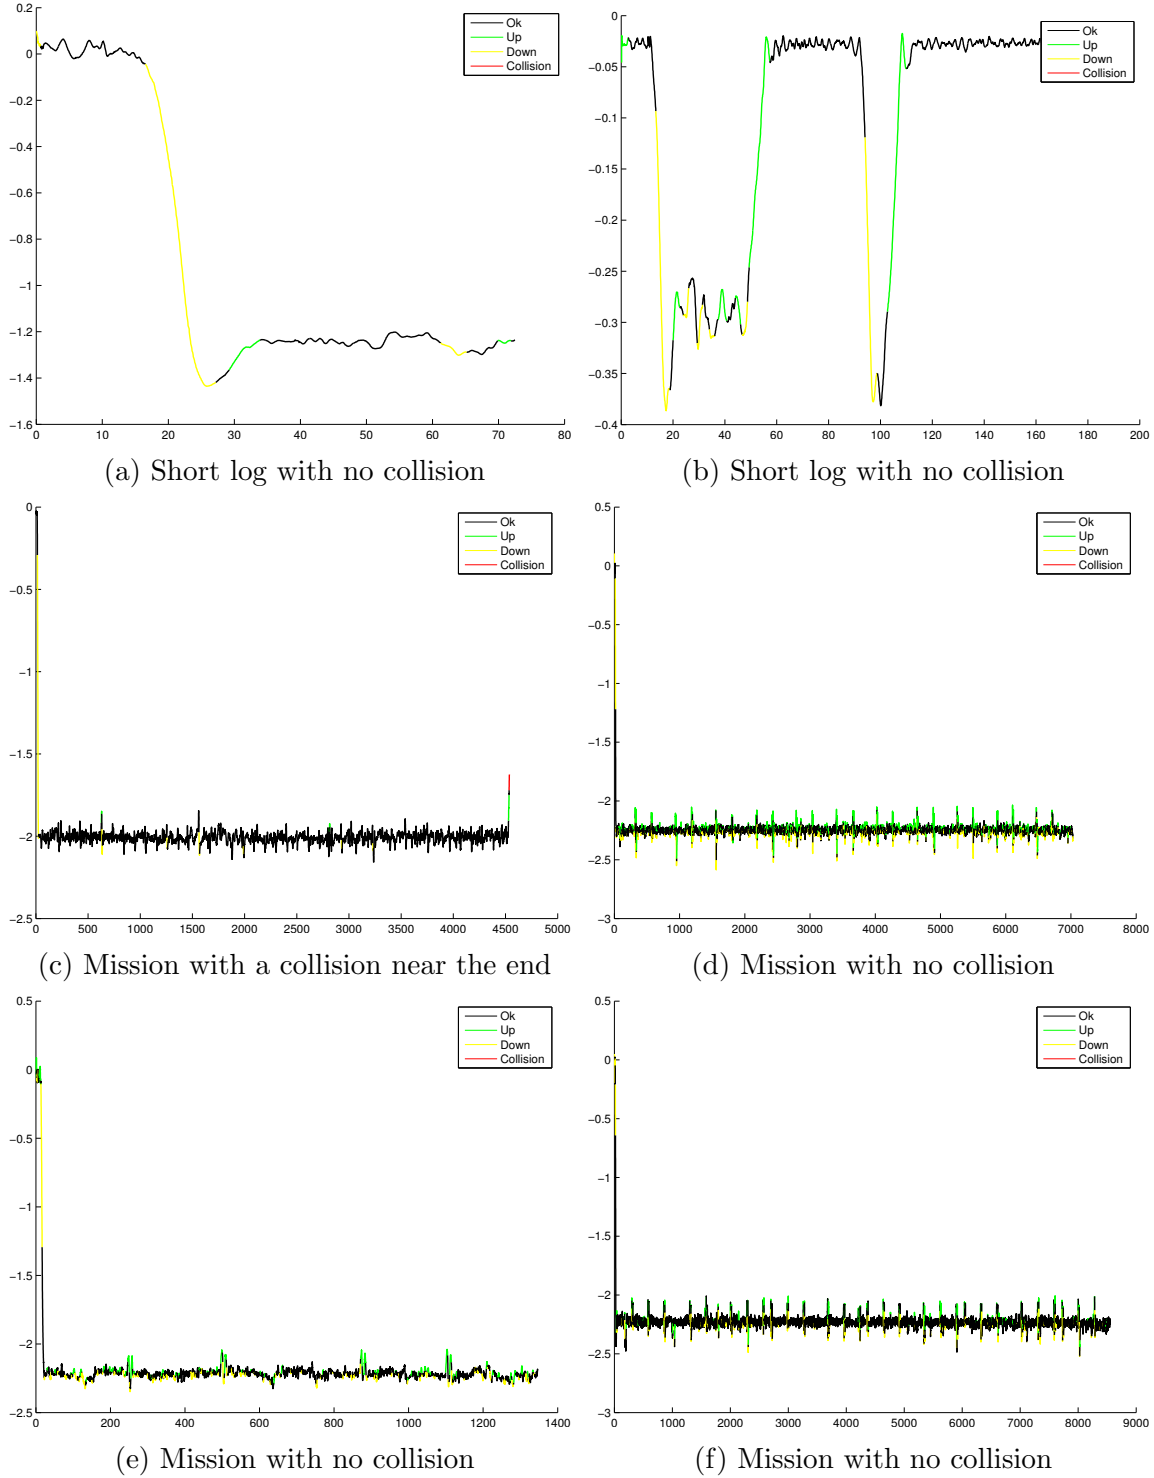 0.2
0
−0.2
−0.4
−0.6
−0.8
−1
−1.2
−1.4
−1.6
0 10 20 30 40 50 60 70 80
Ok
Up
Down
Collision
(a) Short log with no collision
0
−0.05
−0.1
−0.15
−0.2
−0.25
−0.3
−0.35
−0.4
0 20 40 60 80 100 120 140 160 180 200
Ok
Up
Down
Collision
(b) Short log with no collision
0
−0.5
−1
−1.5
−2
−2.5
0 500 1000 1500 2000 2500 3000 3500 4000 4500 5000
Ok
Up
Down
Collision
(c) Mission with a collision near the end
0.5
0
−0.5
−1
−1.5
−2
−2.5
−3
0 1000 2000 3000 4000 5000 6000 7000 8000
Ok
Up
Down
Collision
(d) Mission with no collision
0.5
0
−0.5
−1
−1.5
−2
−2.5
0 200 400 600 800 1000 1200 1400
Ok
Up
Down
Collision
(e) Mission with no collision
0.5
0
−0.5
−1
−1.5
−2
−2.5
−3
0 1000 2000 3000 4000 5000 6000 7000 8000 9000
Ok
Up
Down
Collision
(f) Mission with no collision